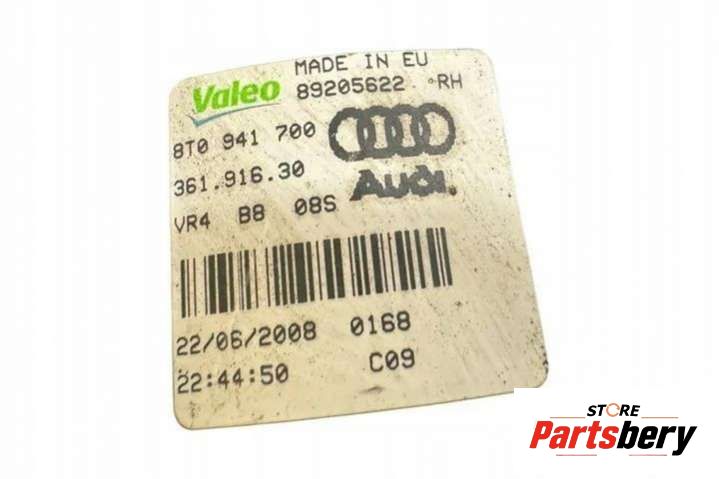 MADE IN EU
Valeo 89205622 RH
8T0 941 700
361.916.30
Audi
VR4 B8 08S
22/06/2008 0168
22:44:50 C09
STORE
Partsbery